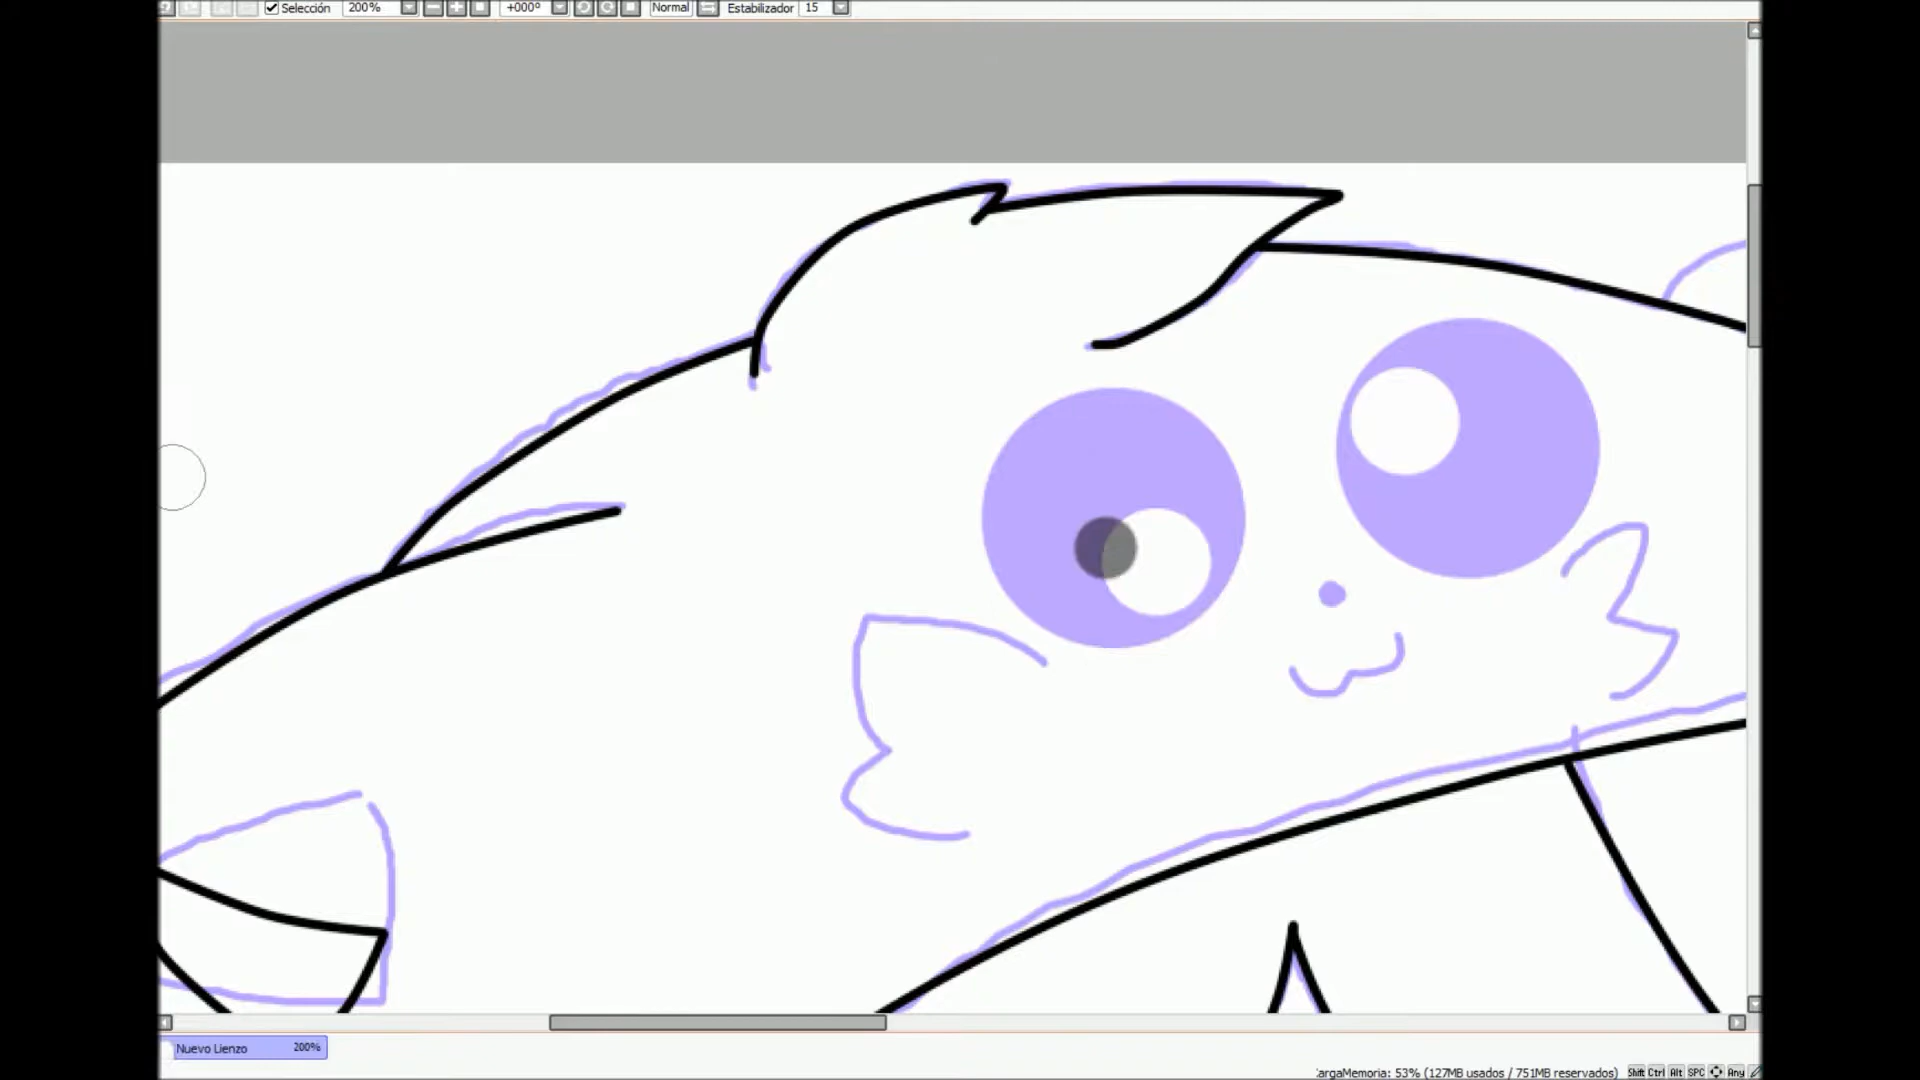 Selección 200% +000º Normal Estabilizador 15
Nuevo Lienzo 200%
argaMemoria: 53% (127MB usados / 751MB reservados) Shift Ctrl Alt SPC Any